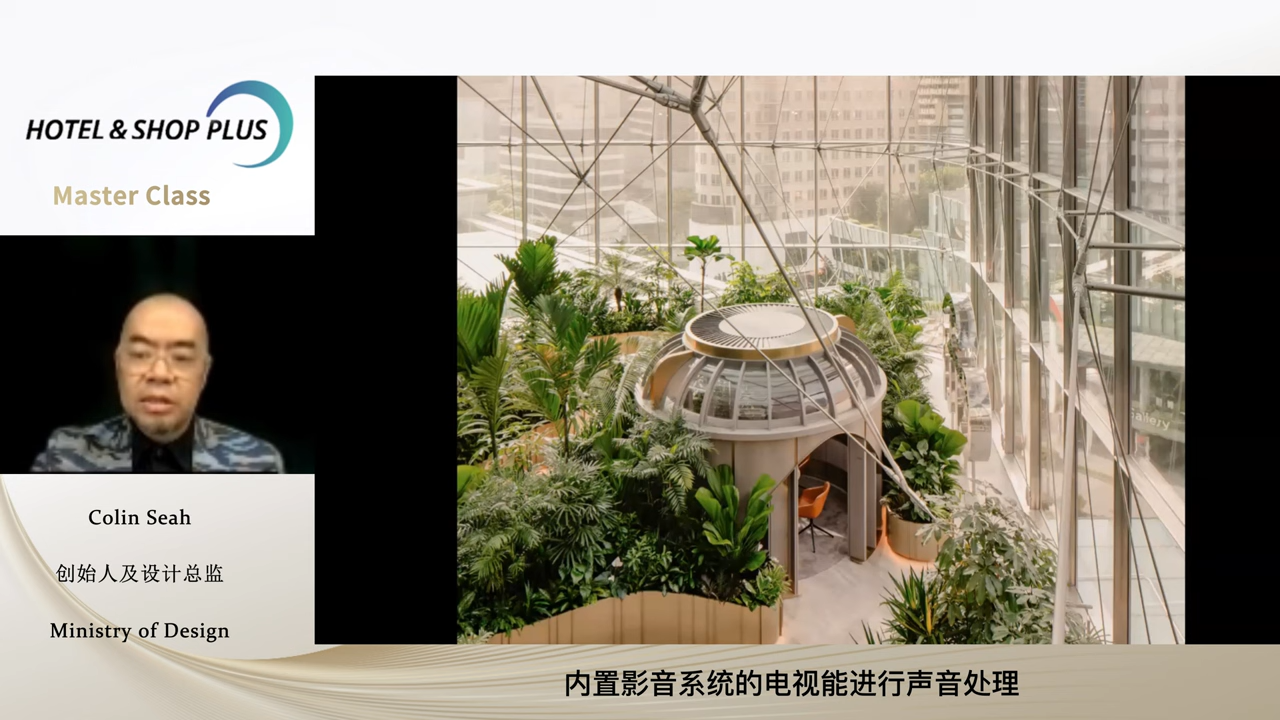 HOTEL & SHOP PLUS
Master Class
Colin Seah
创始人及设计总监
Ministry of Design
Gallery
内置影音系统的电视能进行声音处理